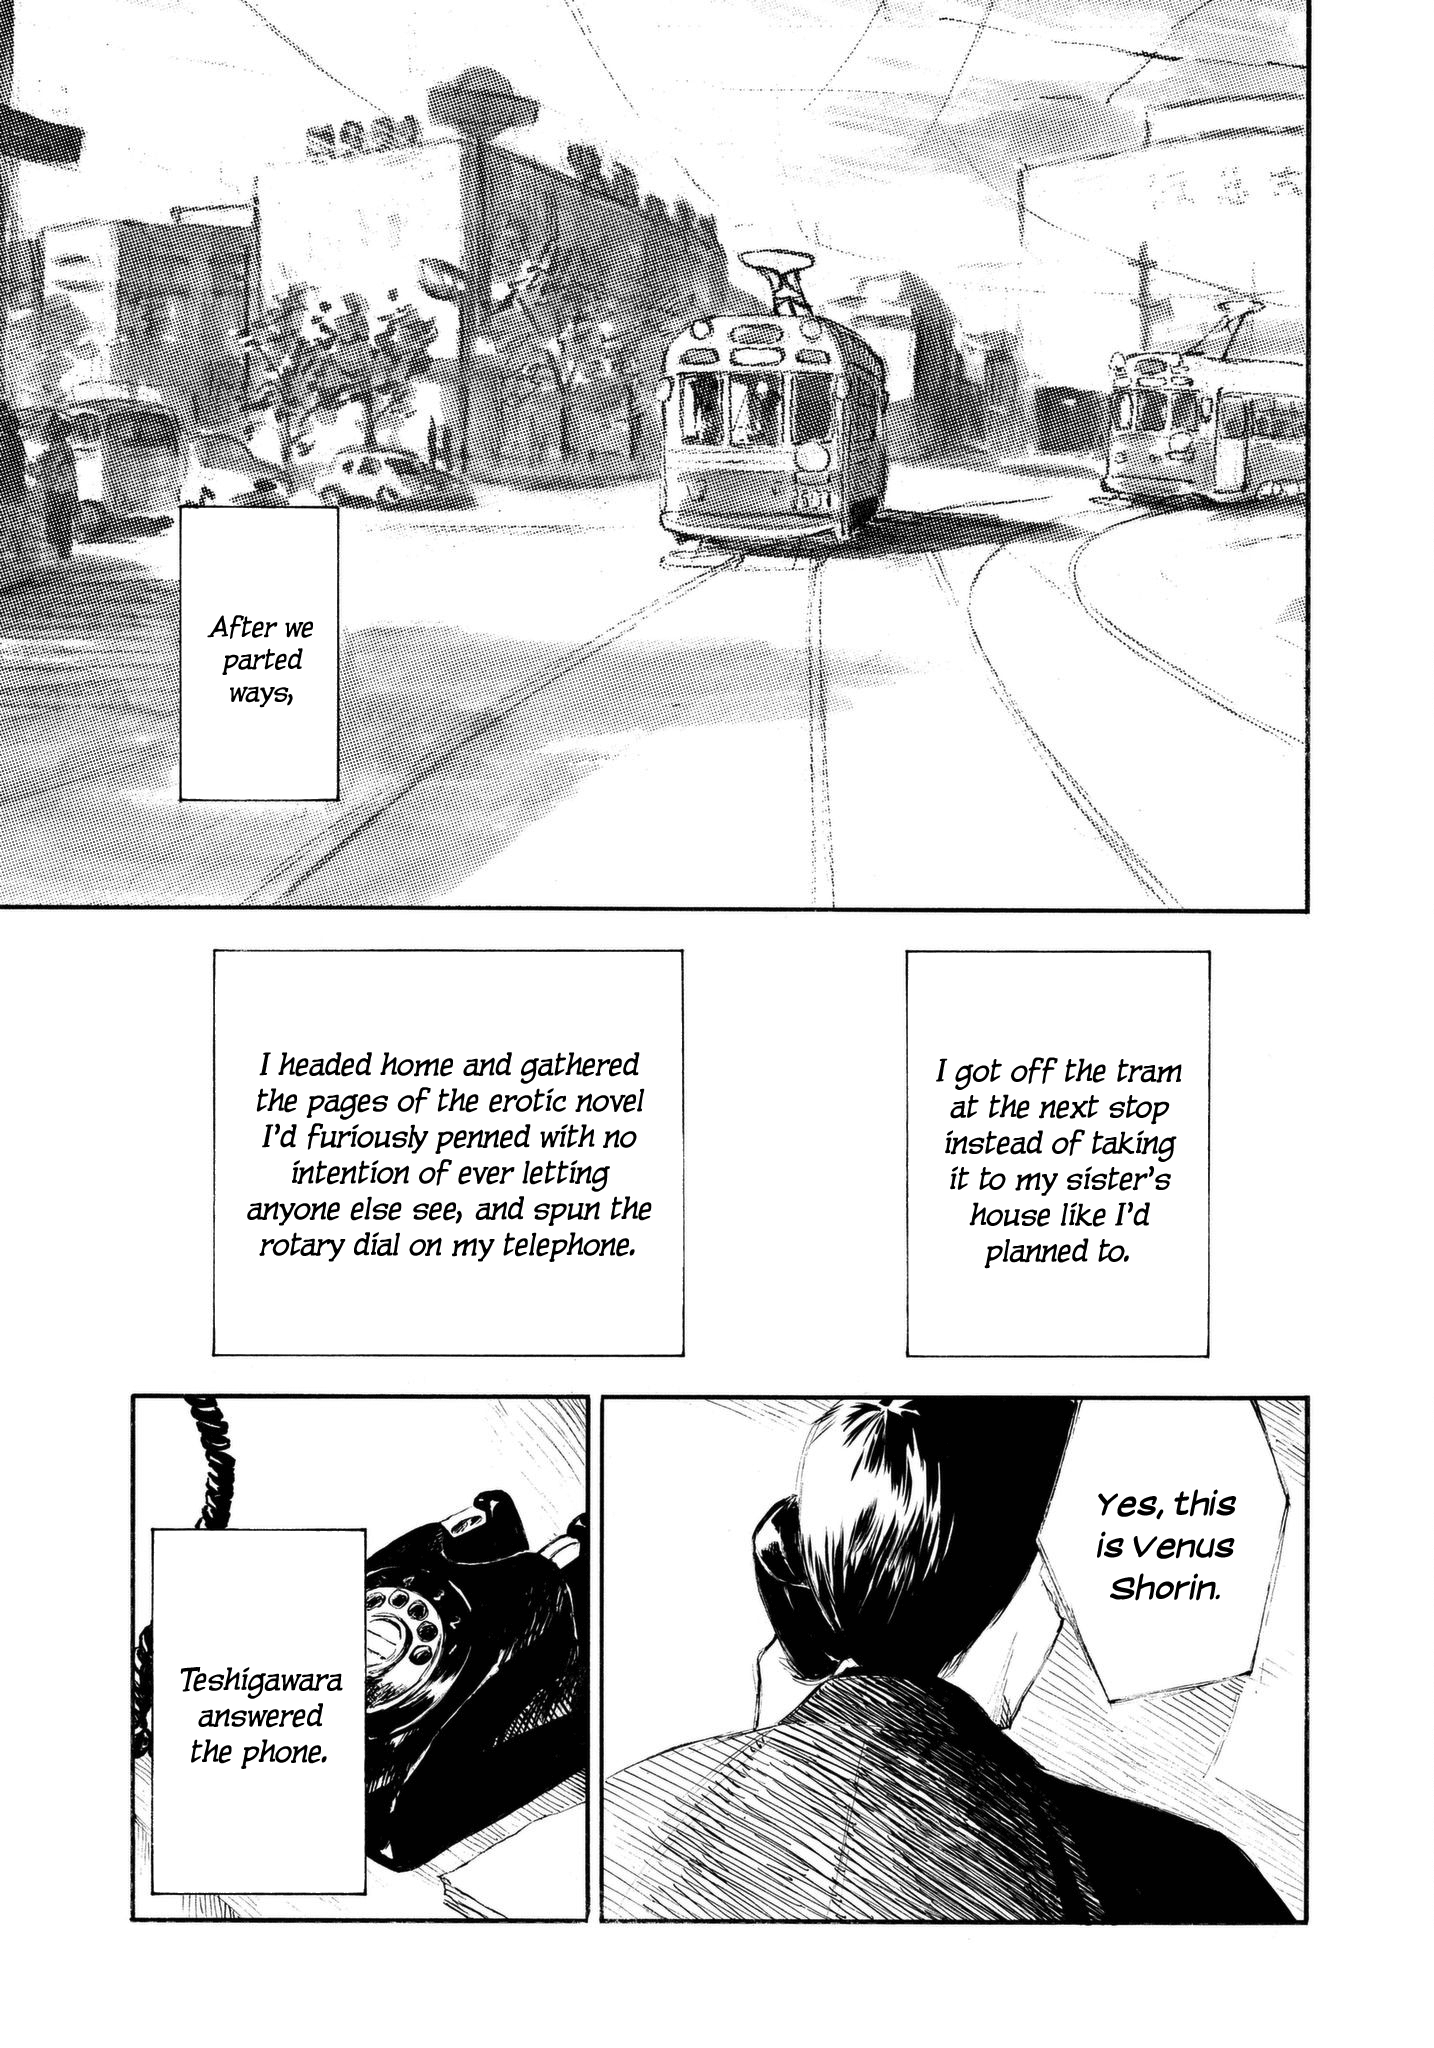 After we
parted
ways,
I got off the tram
at the next stop
instead of taking
it to my sister's
house like I'd
planned to.
I headed home and gathered
the pages of the erotic novel
I'd furiously penned with no
intention of ever letting
anyone else see, and spun the
rotary dial on my telephone.
Yes, this
is Venus
Shorin.
Teshigawara
answered
the phone.